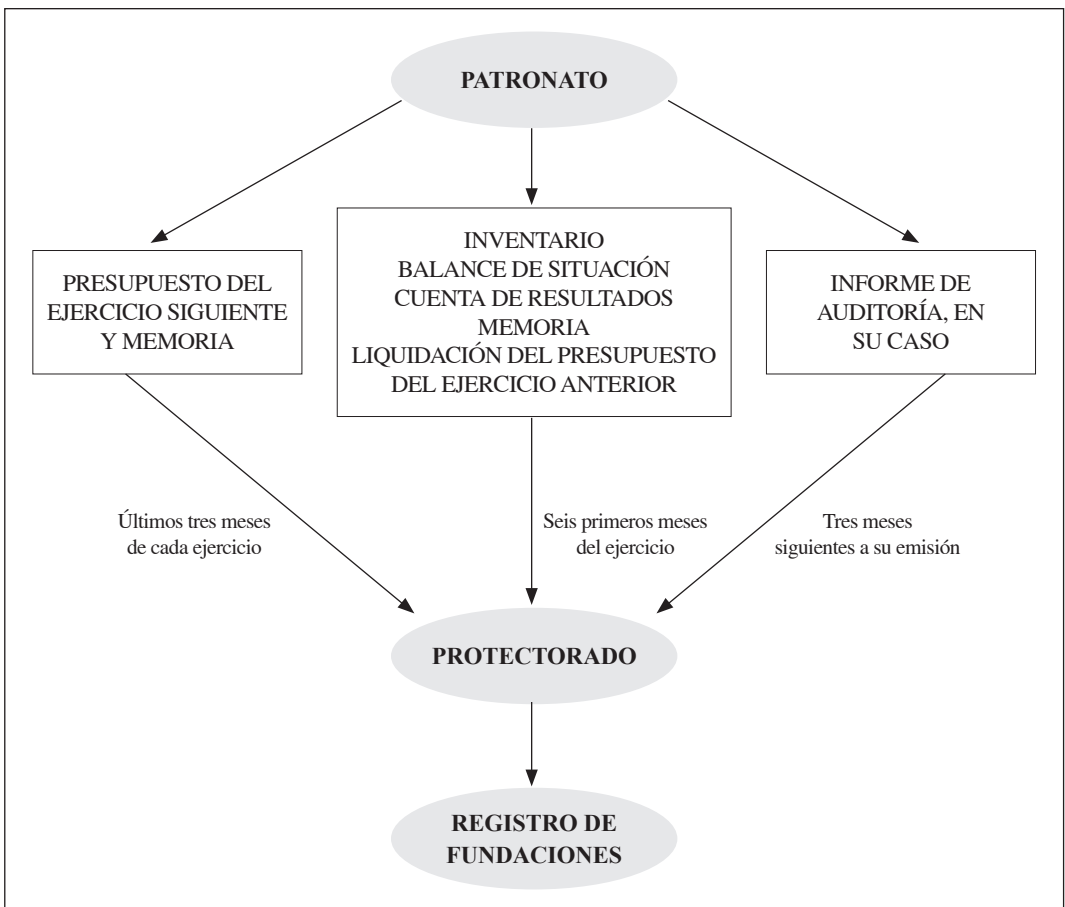 PATRONATO
PRESUPUESTO DEL
EJERCICIO SIGUIENTE
Y MEMORIA
INVENTARIO
BALANCE DE SITUACIÓN
CUENTA DE RESULTADOS
MEMORIA
LIQUIDACIÓN DEL PRESUPUESTO
DEL EJERCICIO ANTERIOR
INFORME DE
AUDITORÍA, EN
SU CASO
Últimos tres meses
de cada ejercicio
Seis primeros meses
del ejercicio
Tres meses
siguientes a su emisión
PROTECTORADO
REGISTRO DE
FUNDACIONES